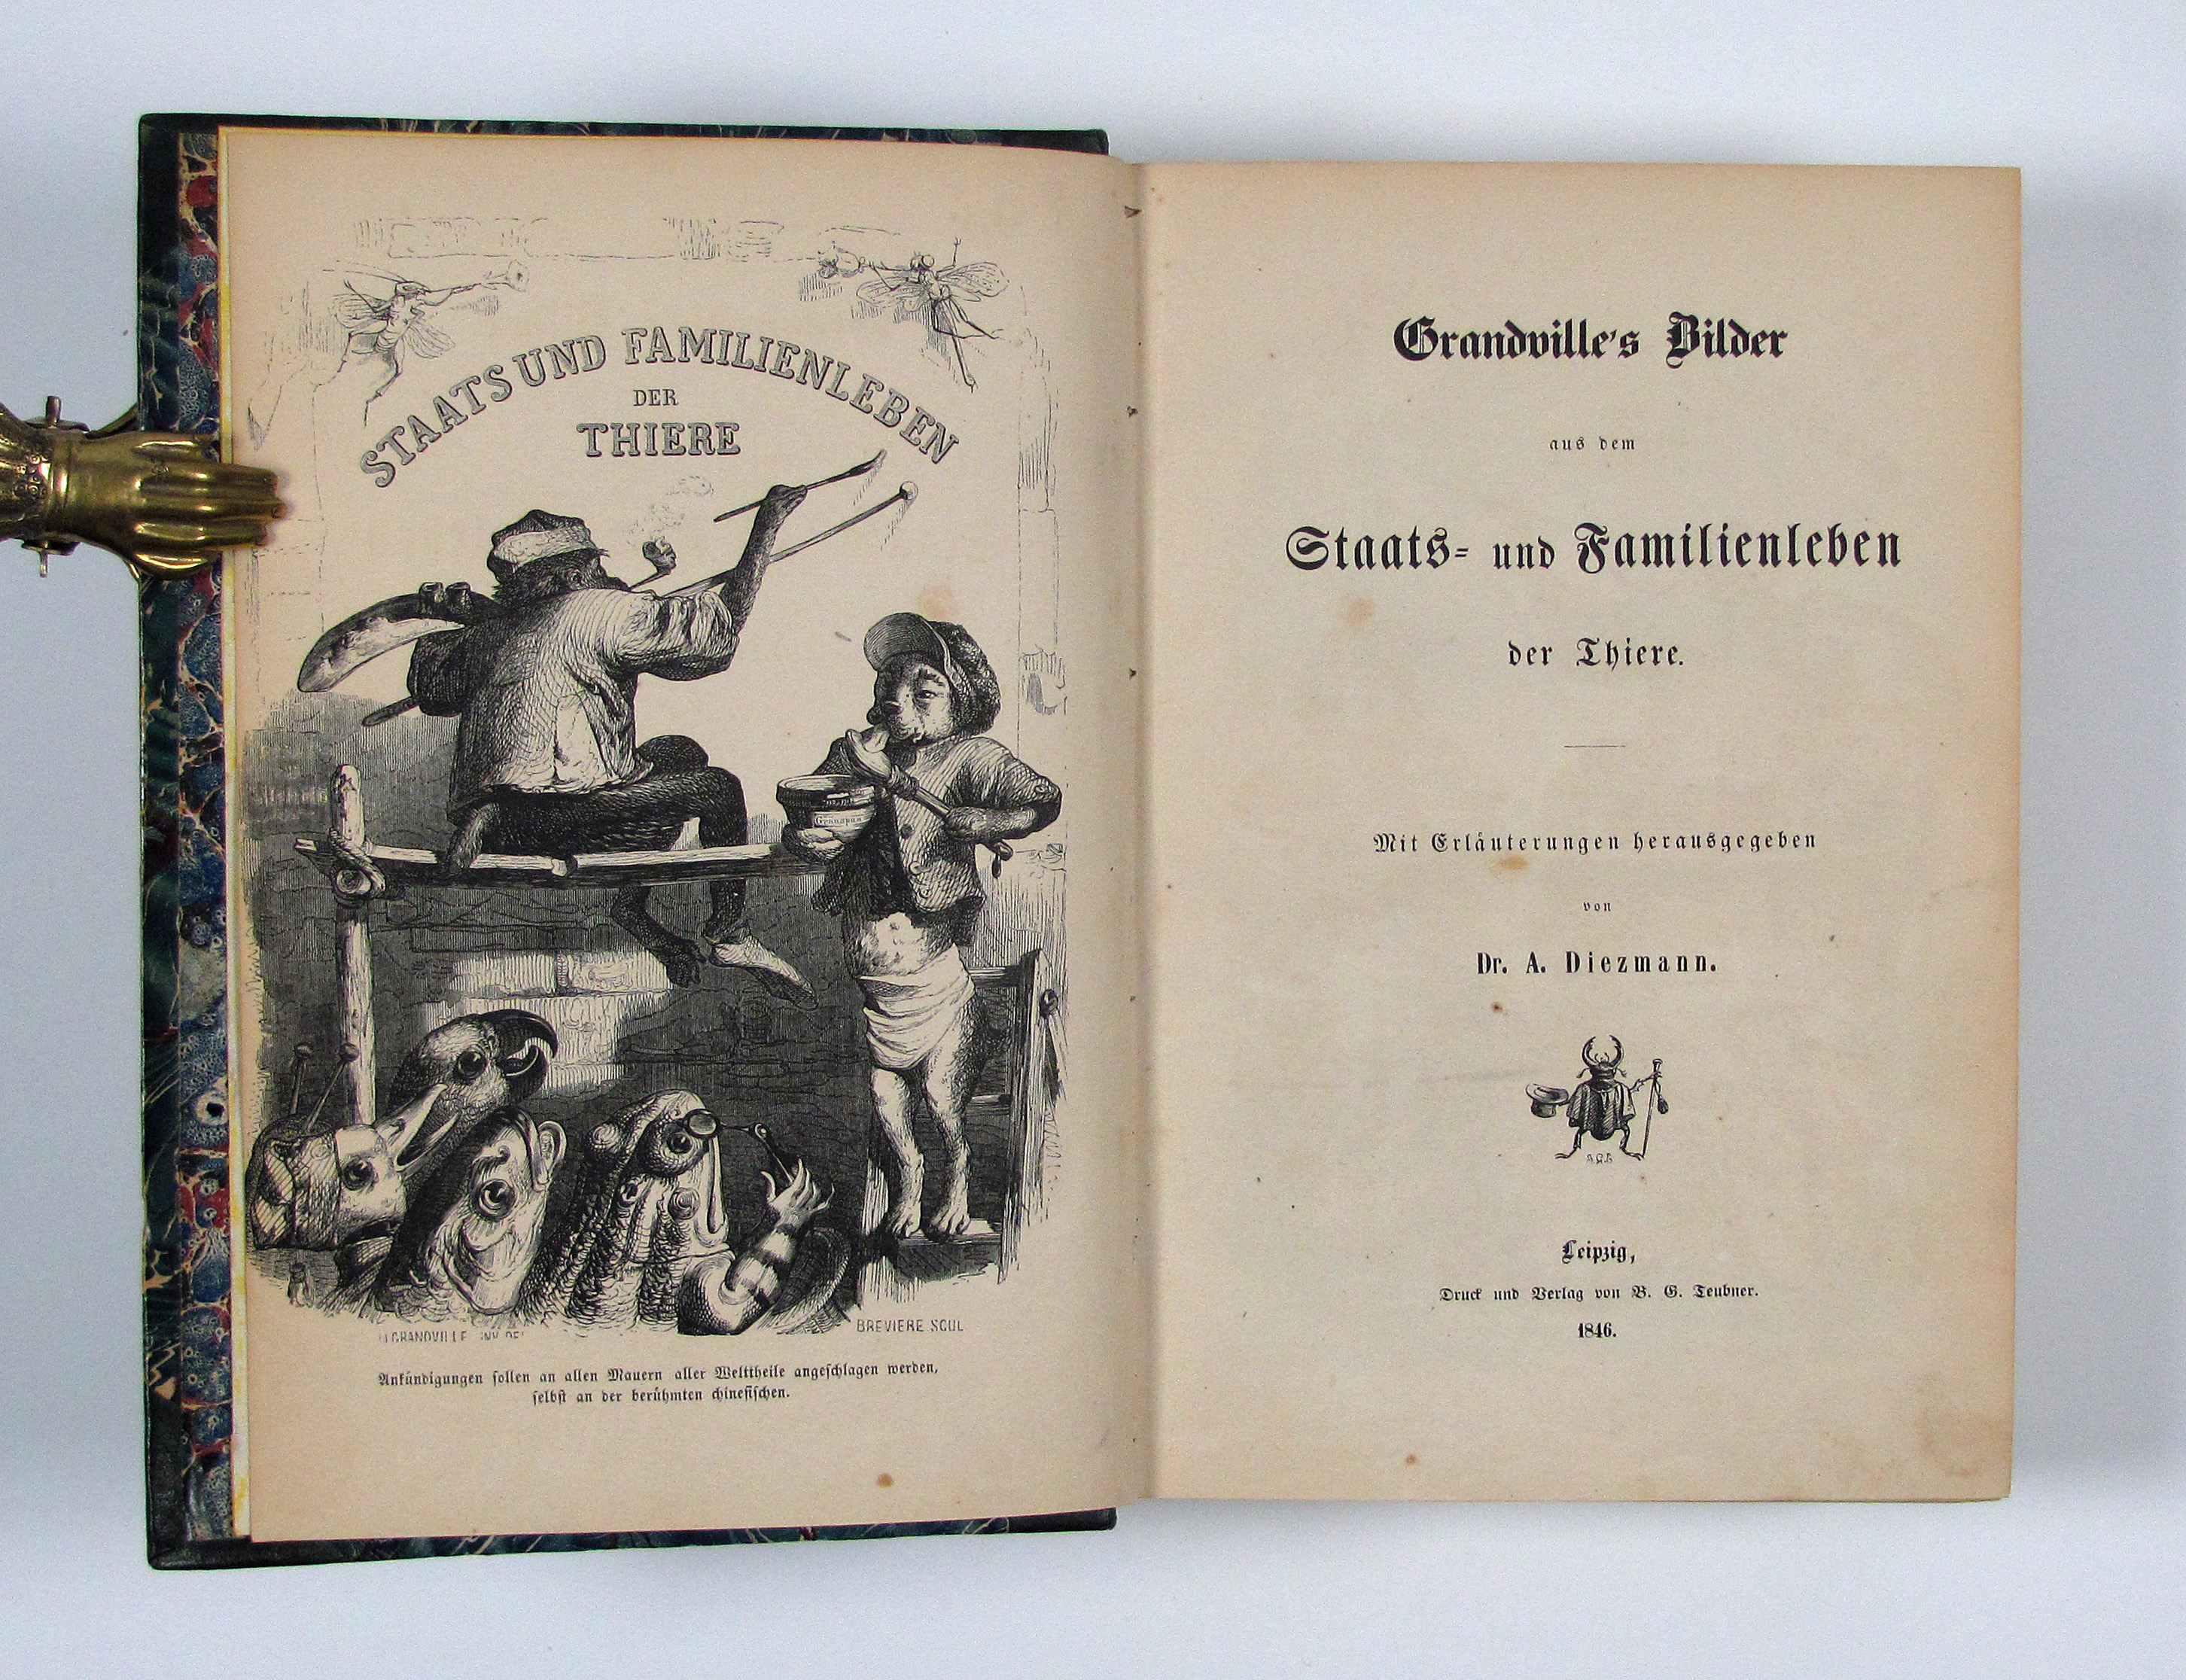 STAATS UND FAMILIENLEBEN
DER
THIERE
Grünspan
J.J. GRANDVILLE INV. DEL
BREVIERE SCUL
Ankündigungen ſollen an allen Mauern aller Welttheile angeſchlagen werden,
ſelbſt an der berühmten chineſiſchen.
Grandville's Bilder
aus dem
Staats- und Familienleben
der Thiere.
Mit Erläuterungen herausgegeben
von
Dr. A. Diezmann.
Leipzig,
Druck und Verlag von B. G. Teubner.
1846.